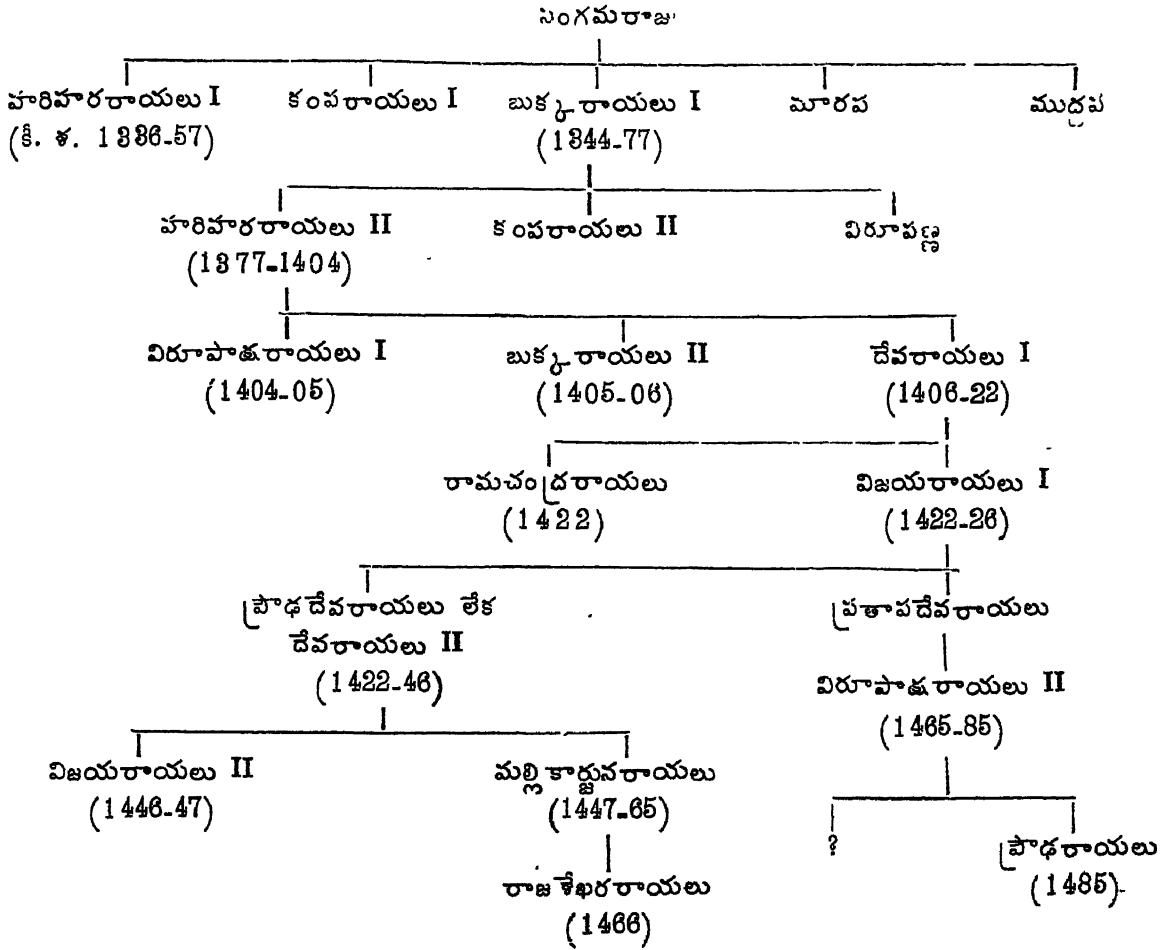 సంగమరాజు
హరిహరరాయలు I కంపరాయలు I బుక్కరాయలు I మారప ముద్దప
(క్రీ. శ. 1336-57) (1344-77)
హరిహరరాయలు II కంపరాయలు II విరూపణ్ణ
(1377-1404)
విరూపాక్షరాయలు I బుక్కరాయలు II దేవరాయలు I
(1404-05) (1405-06) (1406-22)
రామచంద్రరాయలు విజయరాయలు I
(1422) (1422-26)
ప్రౌఢదేవరాయలు లేక ప్రతాపదేవరాయలు
దేవరాయలు II
(1422-46) విరూపాక్షరాయలు II
(1465-85)
విజయరాయలు II మల్లికార్జునరాయలు
(1446-47) (1447-65)
? ప్రౌఢరాయలు
రాజశేఖరరాయలు (1485)
(1466)